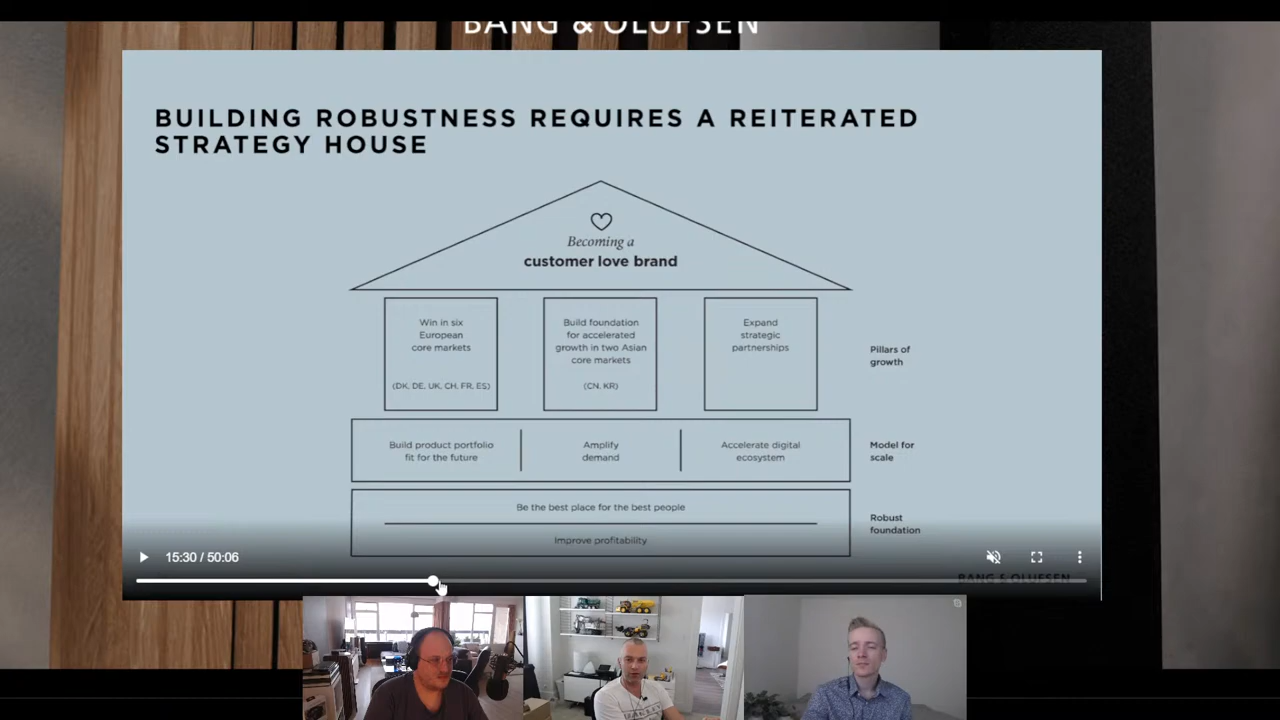 BANG & OLUFSEN
BUILDING ROBUSTNESS REQUIRES A REITERATED
STRATEGY HOUSE
Becoming a
customer love brand
Win in six
European
core markets
(DK, DE, UK, CH, FR, ES)
Build foundation
for accelerated
growth in two Asian
core markets
(CN, KR)
Expand
strategic
partnerships
Pillars of
growth
Build product portfolio
fit for the future
Amplify
demand
Accelerate digital
ecosystem
Model for
scale
Be the best place for the best people
Improve profitability
Robust
foundation
15:30 / 50:06
BANG & OLUFSEN